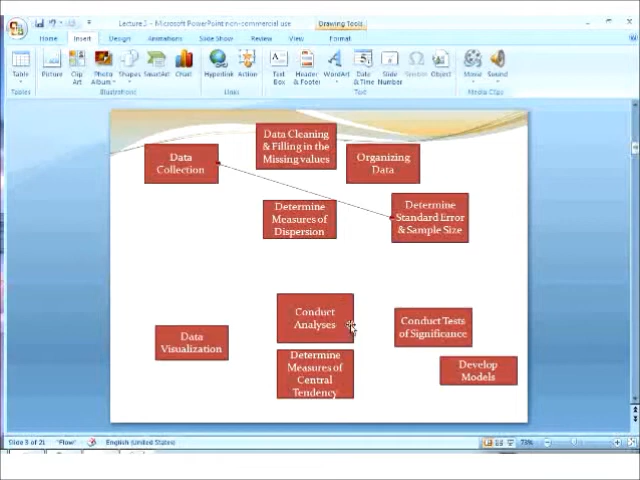 Lecture 3 - Microsoft PowerPoint non-commercial use
Drawing Tools
Home
Insert
Design
Animations
Slide Show
Review
View
Format
Table
Picture
Clip
Art
Photo
Album
Shapes
SmartArt
Chart
Hyperlink
Action
Text
Box
Header
& Footer
WordArt
Date
& Time
Slide
Number
Symbol
Object
Movie
Sound
Tables
Illustrations
Links
Text
Media Clips
Data
Collection
Data Cleaning
& Filling in the
Missing values
Organizing
Data
Determine
Measures of
Dispersion
Determine
Standard Error
& Sample Size
Conduct
Analyses
Conduct Tests
of Significance
Data
Visualization
Determine
Measures of
Central
Tendency
Develop
Models
Slide 3 of 21
"Flow"
English (United States)
73%